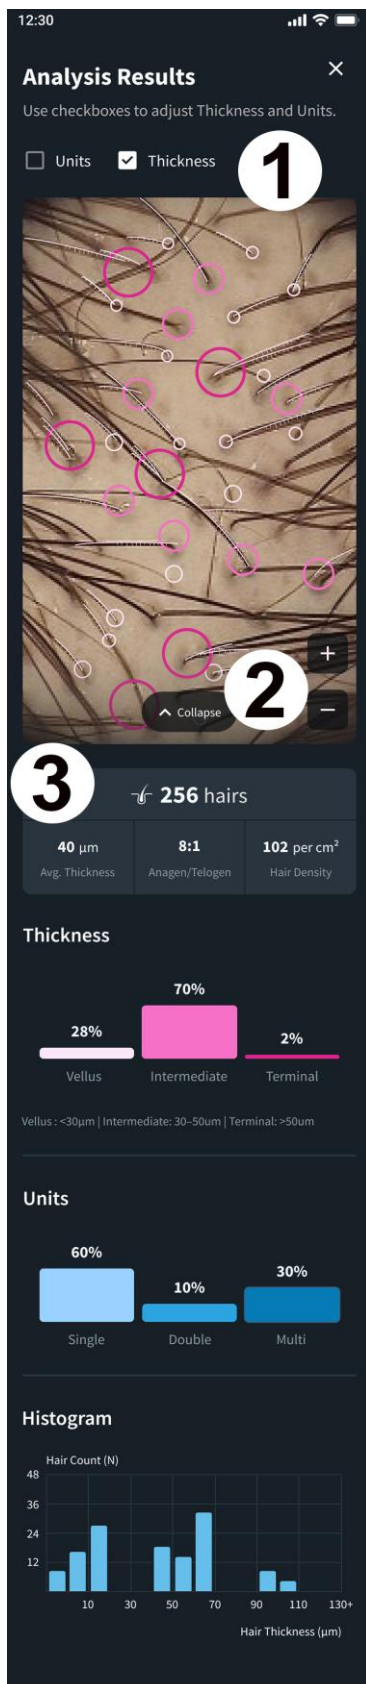 12:30
Analysis Results
Use checkboxes to adjust Thickness and Units.
Units Thickness
1
2
Collapse
3
256 hairs
40 μm 8:1 102 per cm²
Avg. Thickness Anagen/Telogen Hair Density
Thickness
70%
28%
2%
Vellus Intermediate Terminal
Vellus : <30μm | Intermediate: 30–50um | Terminal: >50um
Units
60%
30%
10%
Single Double Multi
Histogram
Hair Count (N)
48
36
24
12
10 30 50 70 90 110 130+
Hair Thickness (μm)